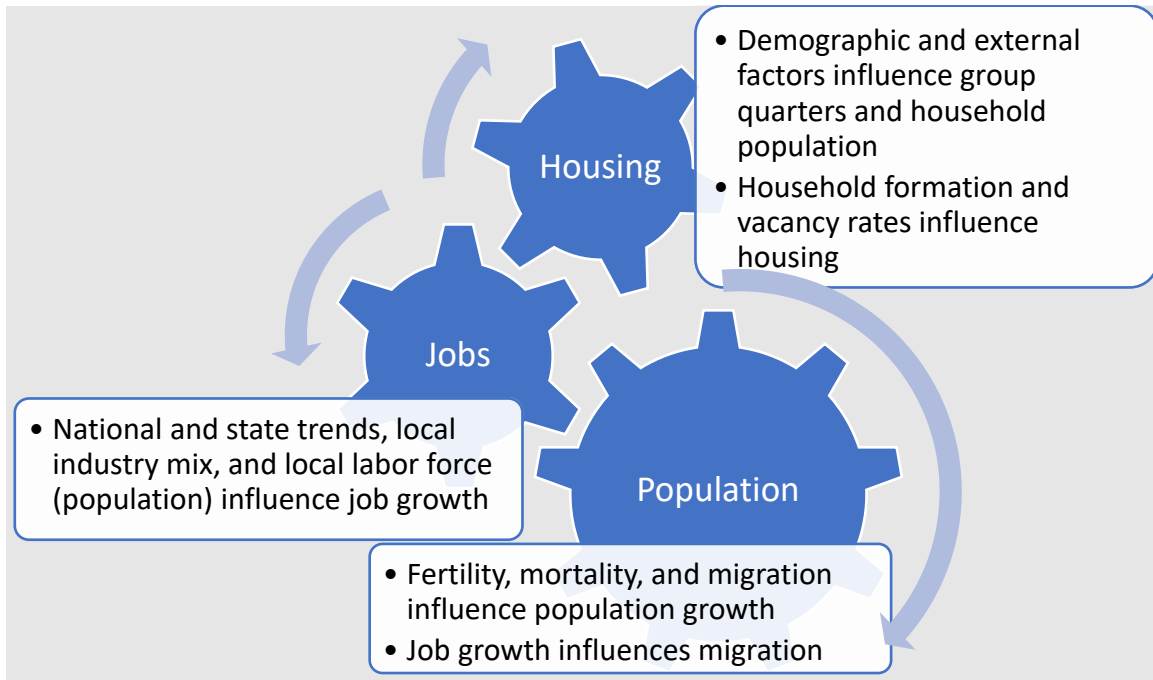 Housing
• Demographic and external
factors influence group
quarters and household
population
• Household formation and
vacancy rates influence
housing
Jobs
• National and state trends, local
industry mix, and local labor force
(population) influence job growth
Population
• Fertility, mortality, and migration
influence population growth
• Job growth influences migration